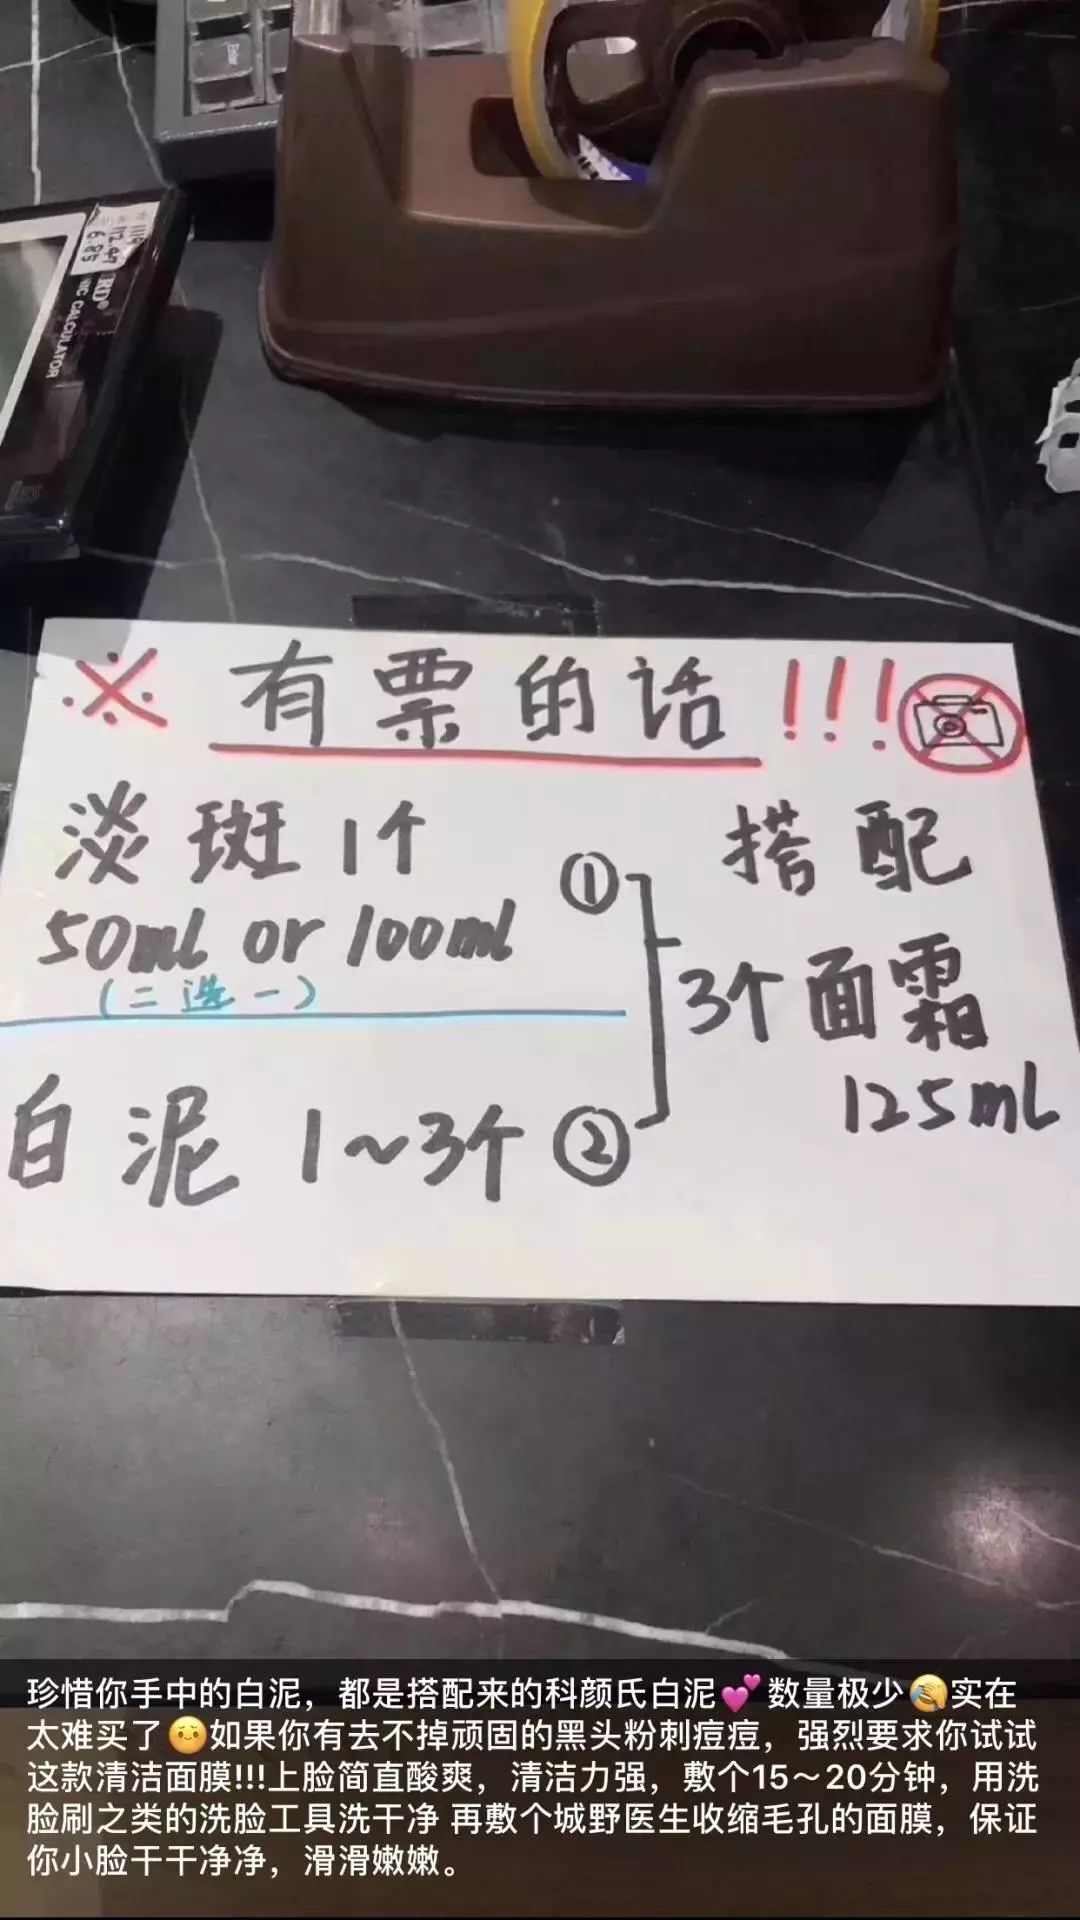 112.47
6.85
CALCULATOR
※ 有票的话 !!!
淡斑 1个 ①
50ml or 100ml
(二选一)
白泥 1~3个 ②
搭配
3个面霜
125ml
珍惜你手中的白泥，都是搭配来的科颜氏白泥💕数量极少😂实在
太难买了😌如果你有去不掉顽固的黑头粉刺痘痘，强烈要求你试试
这款清洁面膜!!!上脸简直酸爽，清洁力强，敷个15～20分钟，用洗
脸刷之类的洗脸工具洗干净 再敷个城野医生收缩毛孔的面膜，保证
你小脸干干净净，滑滑嫩嫩。